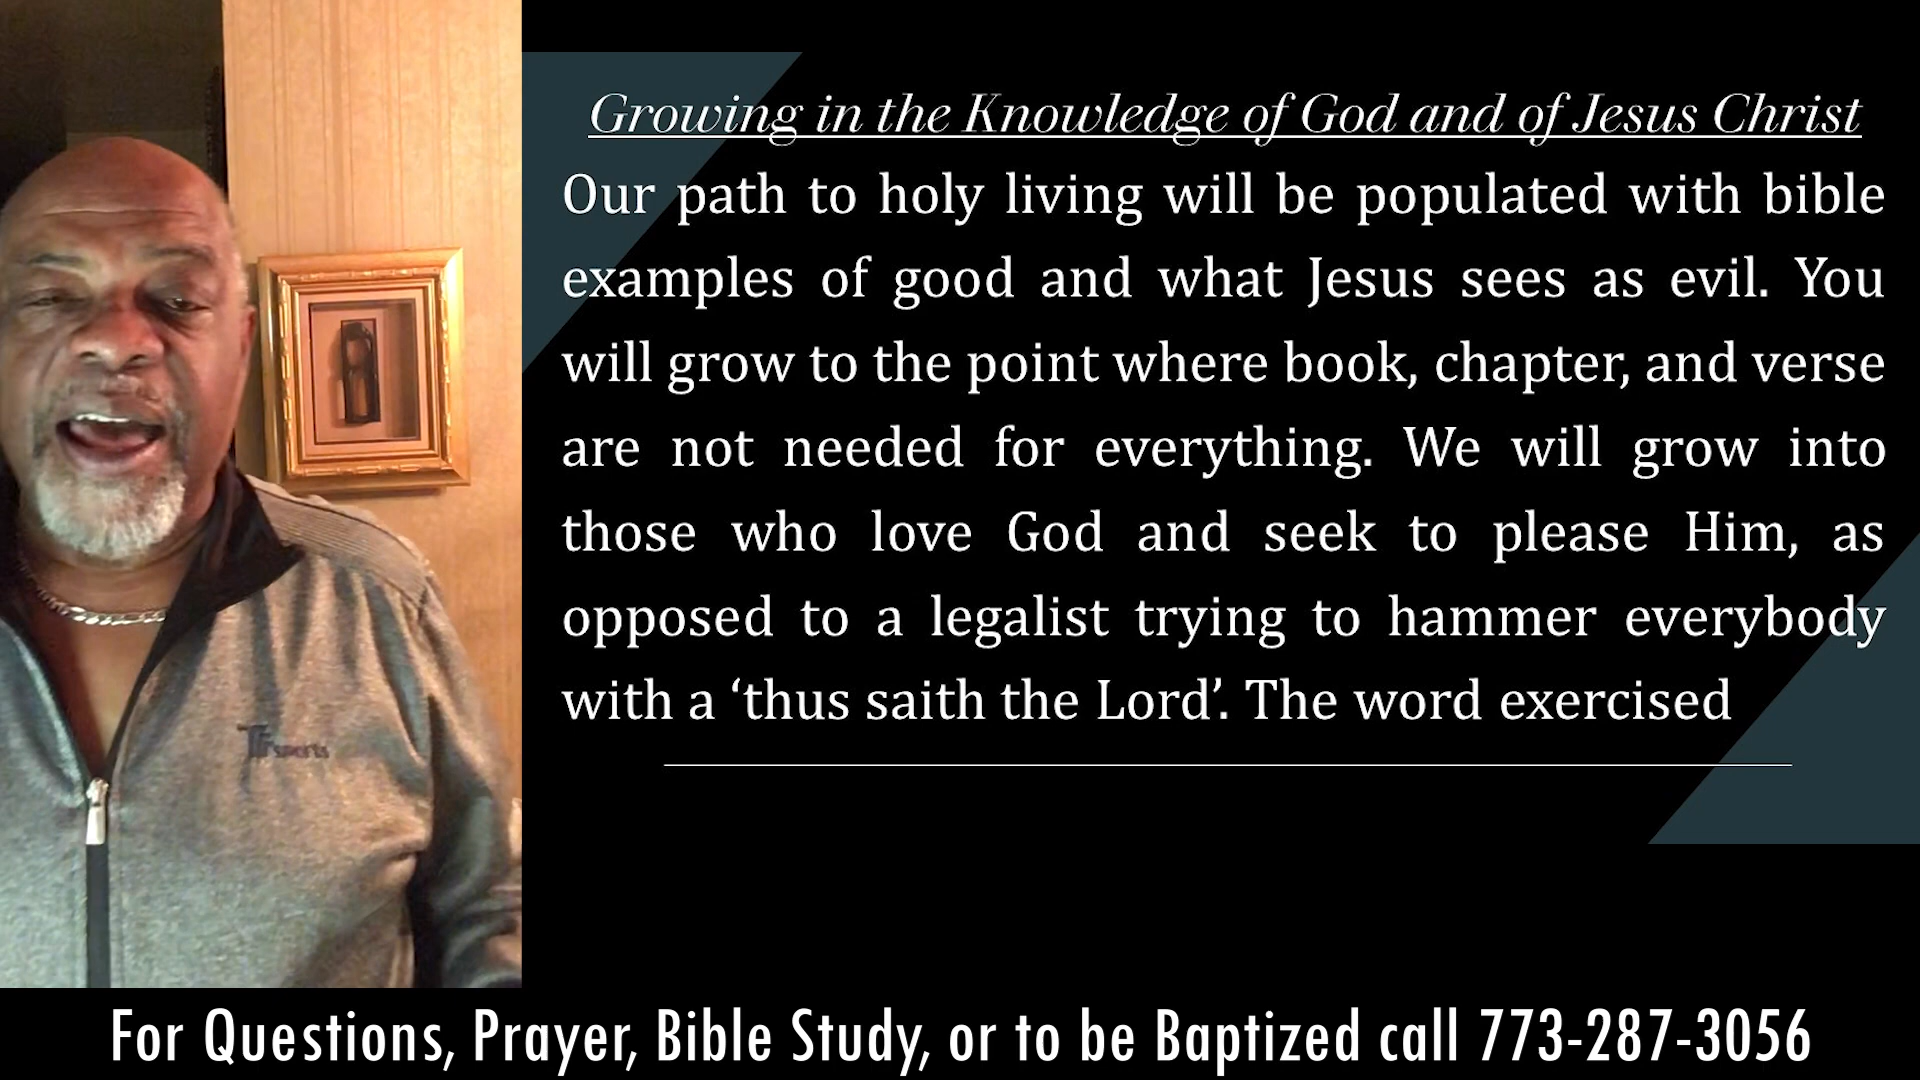 Growing in the Knowledge of God and of Jesus Christ
Our path to holy living will be populated with bible
examples of good and what Jesus sees as evil. You
will grow to the point where book, chapter, and verse
are not needed for everything. We will grow into
those who love God and seek to please Him, as
opposed to a legalist trying to hammer everybody
with a ‘thus saith the Lord’. The word exercised
sports
For Questions, Prayer, Bible Study, or to be Baptized call 773-287-3056